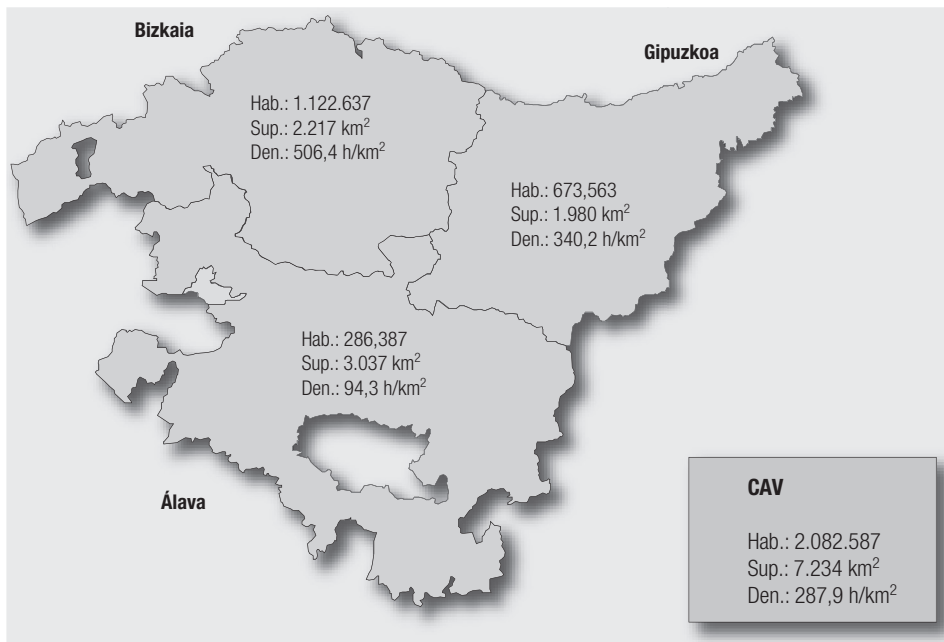 Bizkaia
Gipuzkoa
Hab.: 1.122.637
Sup.: 2.217 km²
Den.: 506,4 h/km²
Hab.: 673,563
Sup.: 1.980 km²
Den.: 340,2 h/km²
Hab.: 286,387
Sup.: 3.037 km²
Den.: 94,3 h/km²
Álava
CAV
Hab.: 2.082.587
Sup.: 7.234 km²
Den.: 287,9 h/km²